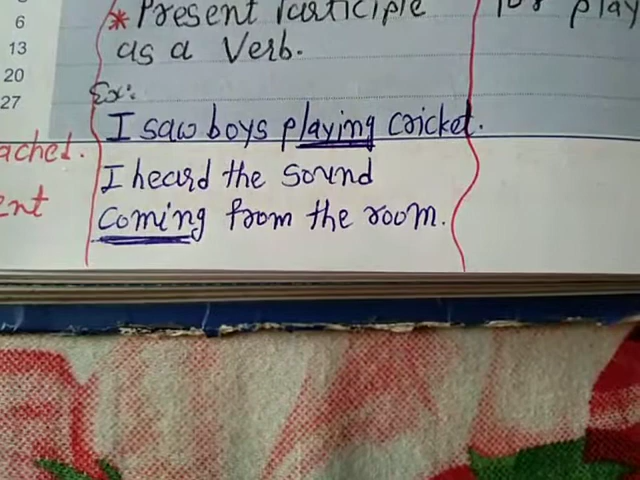 6
13
20
27
* Present Participle
as a Verb.
Ex:
I saw boys playing cricket.
I heard the sound
coming from the room.
ached.
ent
play